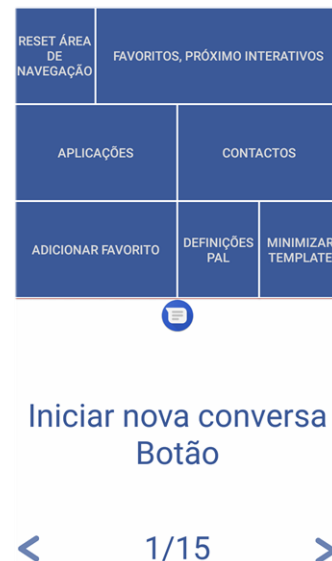 RESET ÁREA
DE
NAVEGAÇÃO
FAVORITOS, PRÓXIMO INTERATIVOS
APLICAÇÕES
CONTACTOS
ADICIONAR FAVORITO
DEFINIÇÕES
PAL
MINIMIZAR
TEMPLATE
Iniciar nova conversa
Botão
< 1/15 >